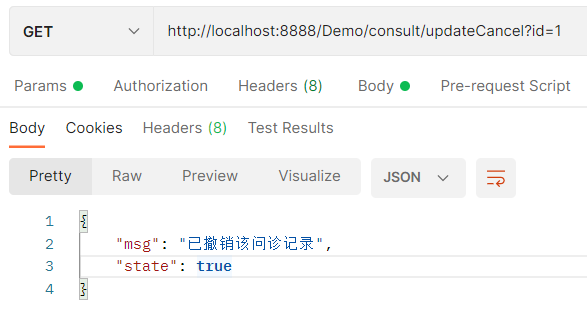 GET http://localhost:8888/Demo/consult/updateCancel?id=1
Params Authorization Headers (8) Body Pre-request Script
Body Cookies Headers (8) Test Results
Pretty Raw Preview Visualize JSON
1 {
2 "msg": "已撤销该问诊记录",
3 "state": true
4 }